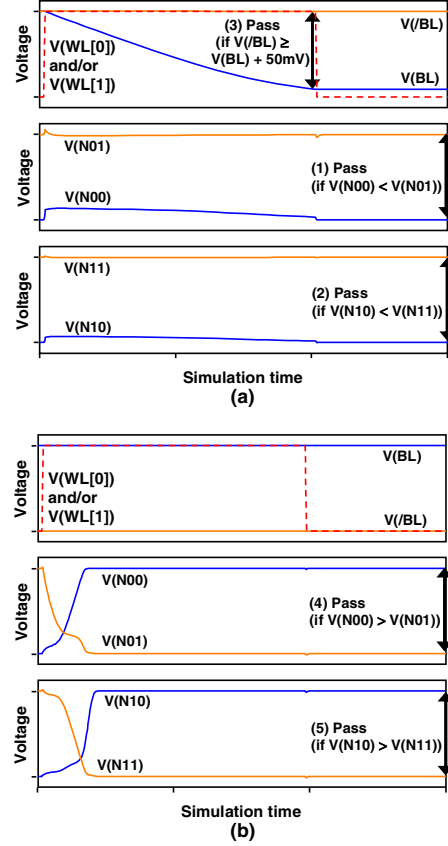 Voltage
V(WL[0])
and/or
V(WL[1])
(3) Pass
(if V(/BL) ≥
V(BL) + 50mV)
V(/BL)
V(BL)
Voltage
V(N01)
V(N00)
(1) Pass
(if V(N00) < V(N01))
Voltage
V(N11)
V(N10)
(2) Pass
(if V(N10) < V(N11))
Simulation time
(a)
Voltage
V(WL[0])
and/or
V(WL[1])
V(BL)
V(/BL)
Voltage
V(N00)
V(N01)
(4) Pass
(if V(N00) > V(N01))
Voltage
V(N10)
V(N11)
(5) Pass
(if V(N10) > V(N11))
Simulation time
(b)